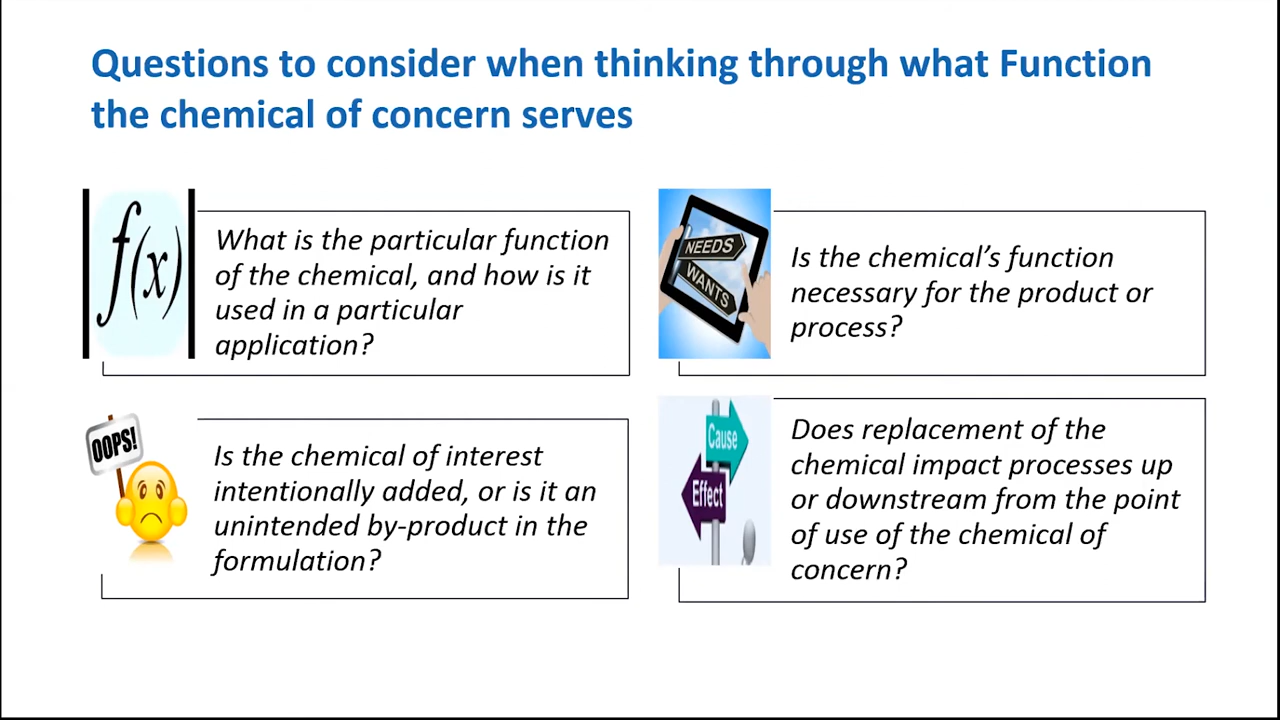 Questions to consider when thinking through what Function
the chemical of concern serves
f(x)
What is the particular function
of the chemical, and how is it
used in a particular
application?
NEEDS
WANTS
Is the chemical’s function
necessary for the product or
process?
OOPS!
Is the chemical of interest
intentionally added, or is it an
unintended by-product in the
formulation?
Cause
Effect
Does replacement of the
chemical impact processes up
or downstream from the point
of use of the chemical of
concern?